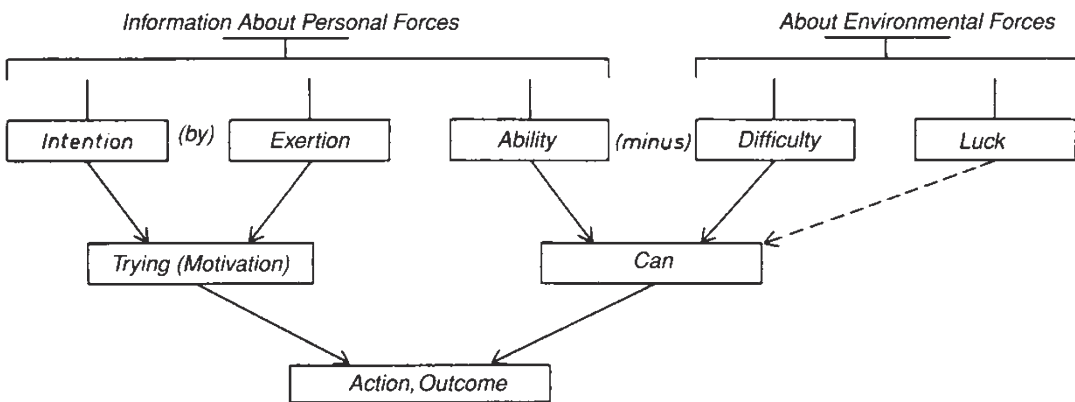 Information About Personal Forces
About Environmental Forces
Intention
(by)
Exertion
Ability
(minus)
Difficulty
Luck
Trying (Motivation)
Can
Action, Outcome